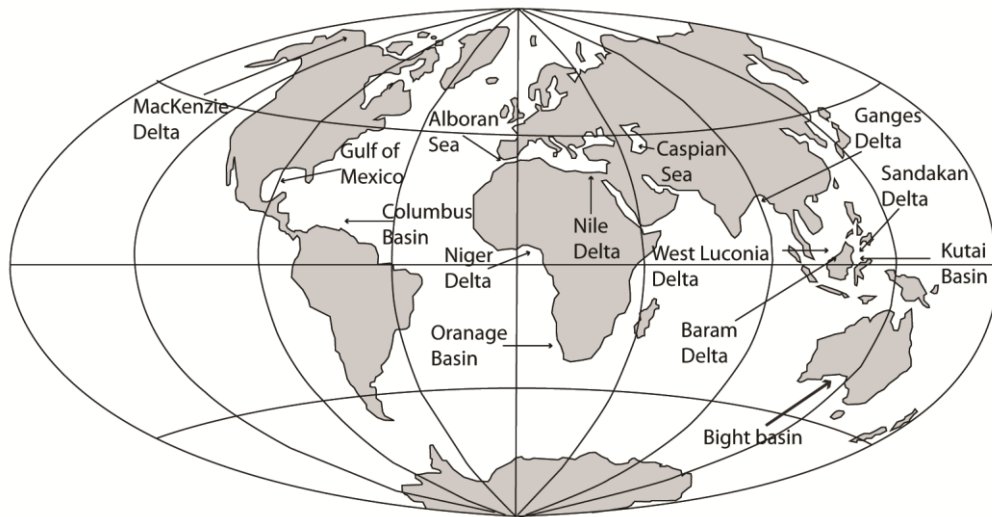 MacKenzie
Delta
Gulf of
Mexico
Columbus
Basin
Alboran
Sea
Niger
Delta
Oranage
Basin
Nile
Delta
Caspian
Sea
West Luconia
Delta
Ganges
Delta
Sandakan
Delta
Kutai
Basin
Baram
Delta
Bight basin